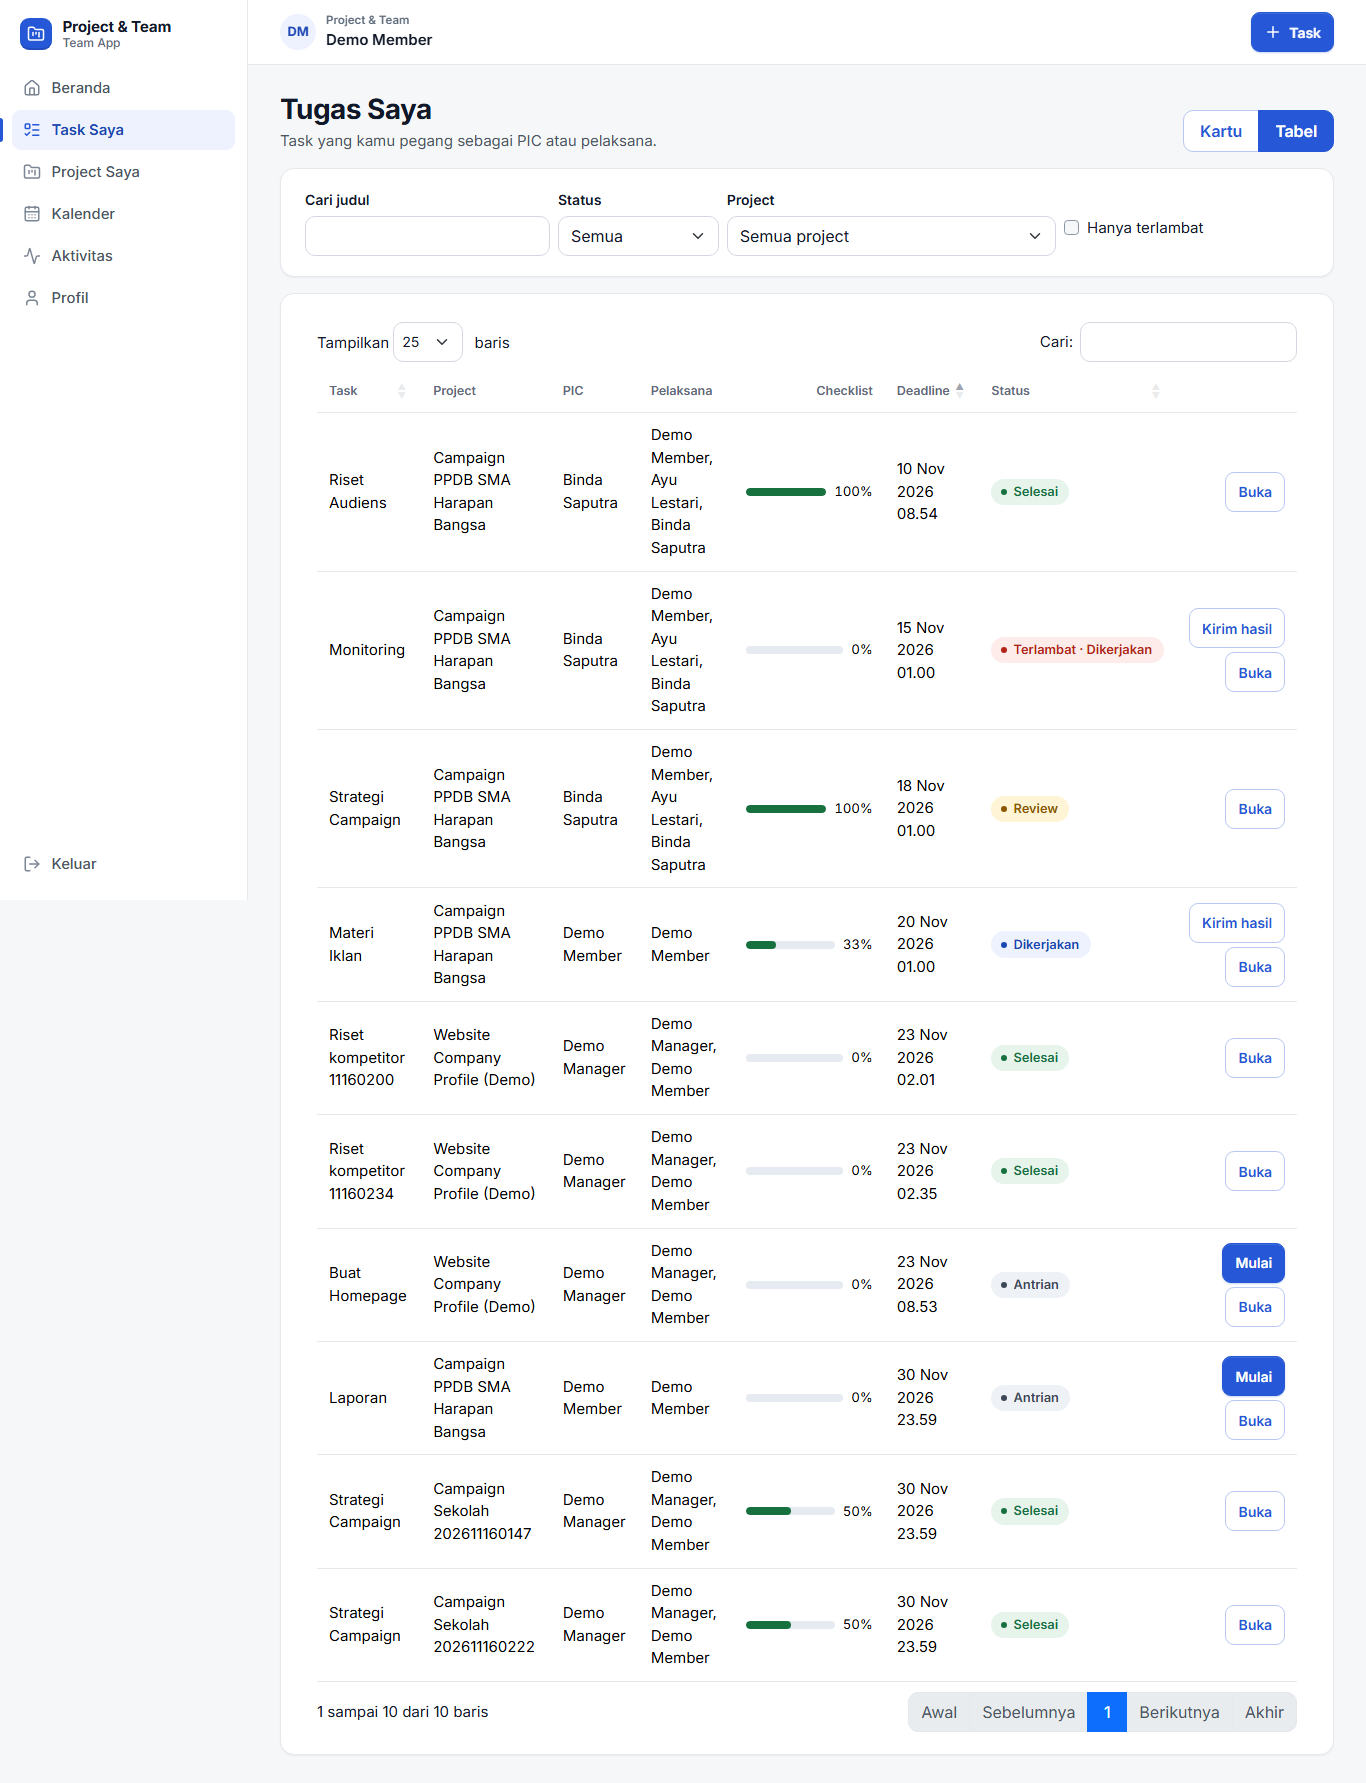 Project & Team
Team App
Beranda
Task Saya
Project Saya
Kalender
Aktivitas
Profil
Keluar
DM
Project & Team
Demo Member
+ Task
Tugas Saya
Task yang kamu pegang sebagai PIC atau pelaksana.
Kartu
Tabel
Cari judul
Status
Semua
Project
Semua project
Hanya terlambat
Tampilkan 25 baris
Cari:
Task
Project
PIC
Pelaksana
Checklist
Deadline
Status
Riset
Audiens
Campaign
PPDB SMA
Harapan
Bangsa
Binda
Saputra
Demo
Member,
Ayu
Lestari,
Binda
Saputra
100%
10 Nov
2026
08.54
Selesai
Buka
Monitoring
Campaign
PPDB SMA
Harapan
Bangsa
Binda
Saputra
Demo
Member,
Ayu
Lestari,
Binda
Saputra
0%
15 Nov
2026
01.00
Terlambat · Dikerjakan
Kirim hasil
Buka
Strategi
Campaign
Campaign
PPDB SMA
Harapan
Bangsa
Binda
Saputra
Demo
Member,
Ayu
Lestari,
Binda
Saputra
100%
18 Nov
2026
01.00
Review
Buka
Materi
Iklan
Campaign
PPDB SMA
Harapan
Bangsa
Demo
Member
Demo
Member
33%
20 Nov
2026
01.00
Dikerjakan
Kirim hasil
Buka
Riset
kompetitor
11160200
Website
Company
Profile (Demo)
Demo
Manager
Demo
Manager,
Demo
Member
0%
23 Nov
2026
02.01
Selesai
Buka
Riset
kompetitor
11160234
Website
Company
Profile (Demo)
Demo
Manager
Demo
Manager,
Demo
Member
0%
23 Nov
2026
02.35
Selesai
Buka
Buat
Homepage
Website
Company
Profile (Demo)
Demo
Manager
Demo
Manager,
Demo
Member
0%
23 Nov
2026
08.53
Antrian
Mulai
Buka
Laporan
Campaign
PPDB SMA
Harapan
Bangsa
Demo
Member
Demo
Member
0%
30 Nov
2026
23.59
Antrian
Mulai
Buka
Strategi
Campaign
Campaign
Sekolah
202611160147
Demo
Manager
Demo
Manager,
Demo
Member
50%
30 Nov
2026
23.59
Selesai
Buka
Strategi
Campaign
Campaign
Sekolah
202611160222
Demo
Manager
Demo
Manager,
Demo
Member
50%
30 Nov
2026
23.59
Selesai
Buka
1 sampai 10 dari 10 baris
Awal
Sebelumnya
1
Berikutnya
Akhir